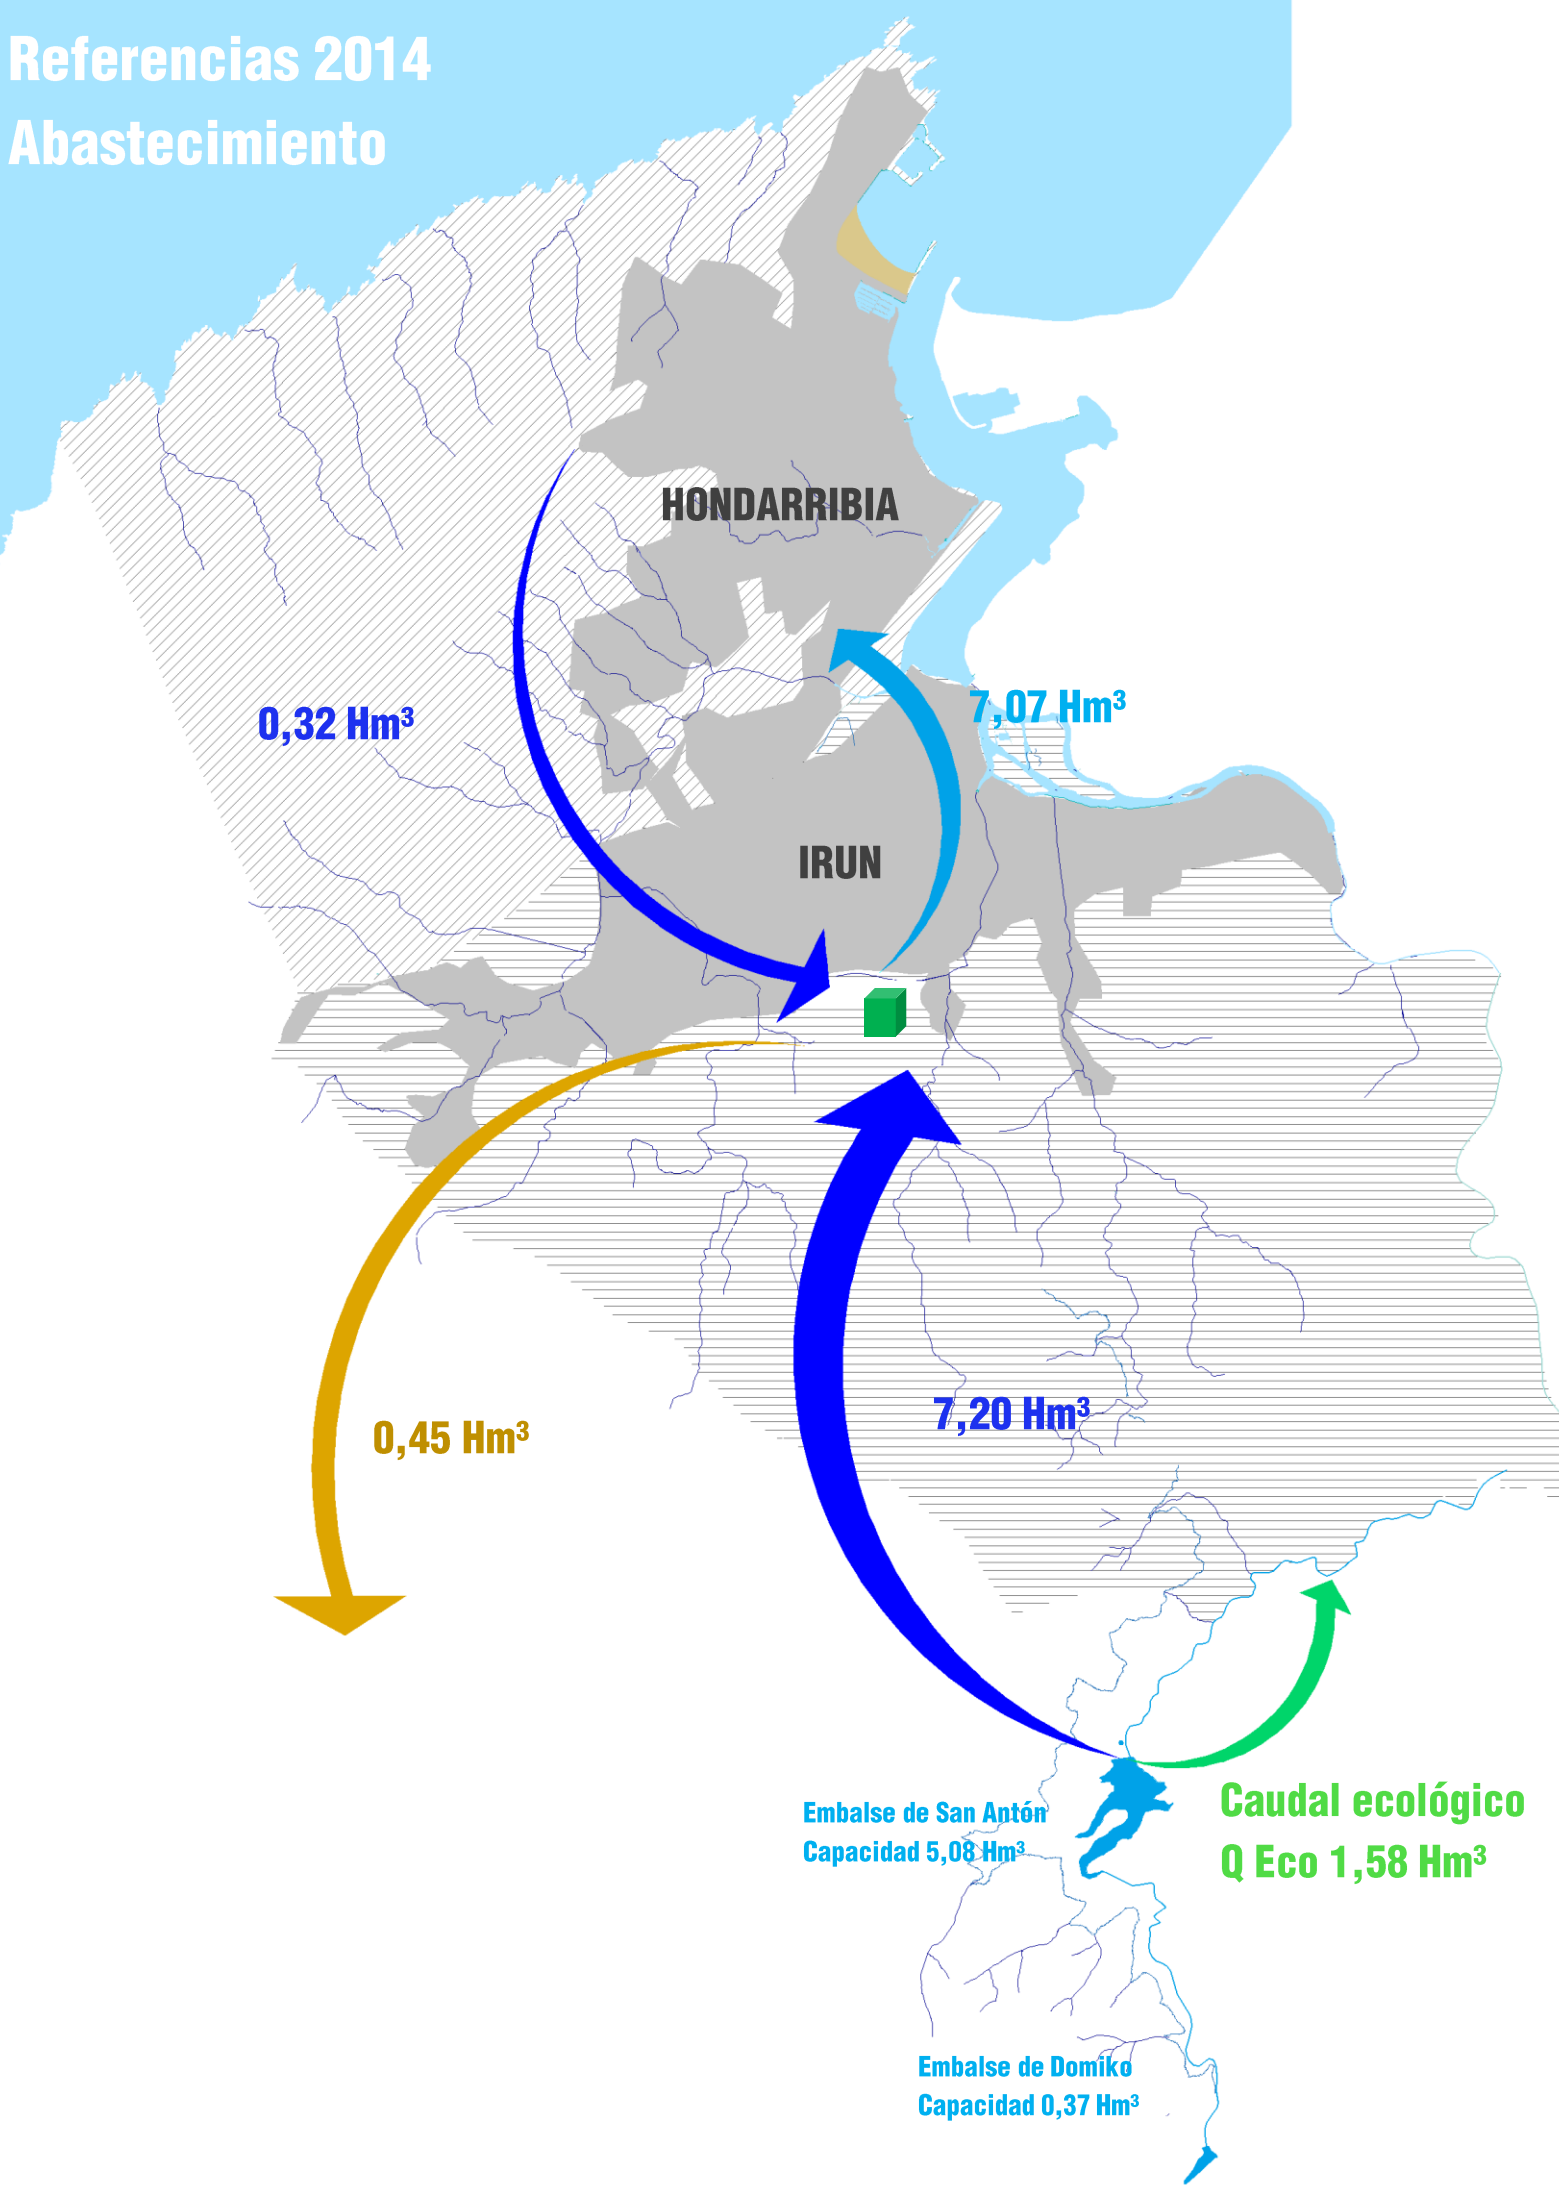 Referencias 2014
Abastecimiento
HONDARRIBIA
0,32 Hm³
7,07 Hm³
IRUN
7,20 Hm³
0,45 Hm³
Embalse de San Antón
Capacidad 5,08 Hm³
Caudal ecológico
Q Eco 1,58 Hm³
Embalse de Domiko
Capacidad 0,37 Hm³